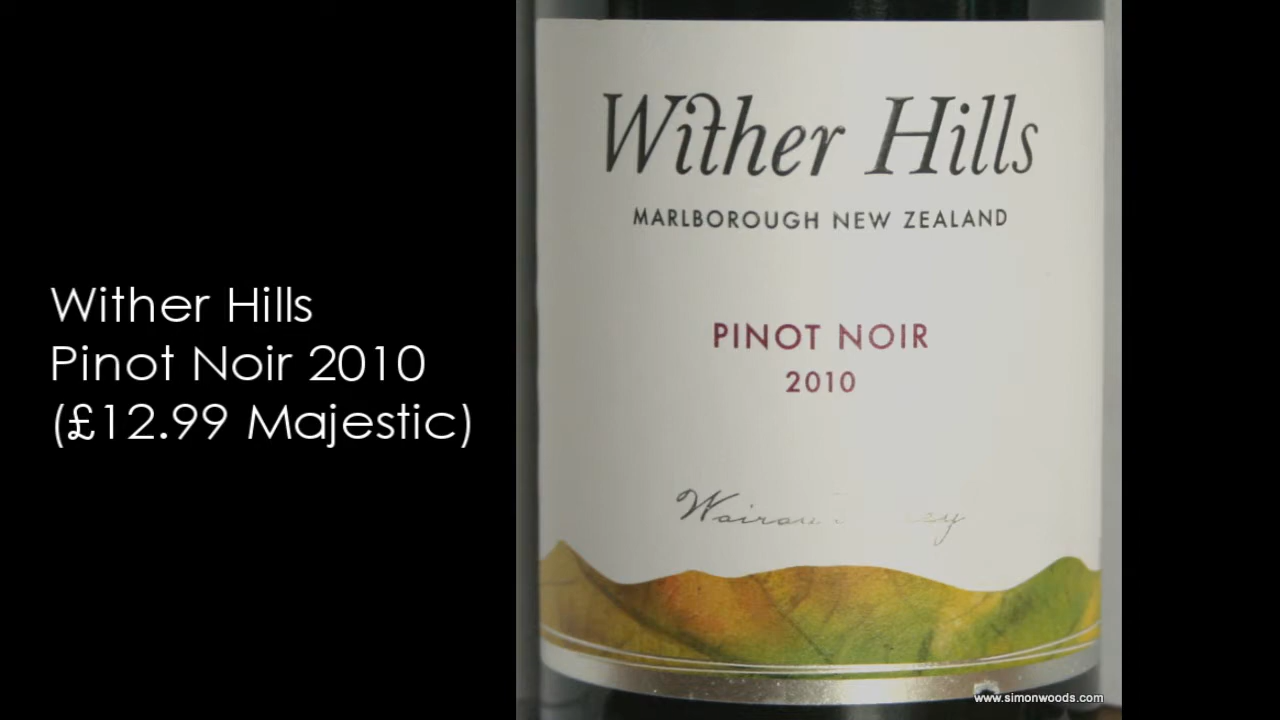 Wither Hills
Pinot Noir 2010
(£12.99 Majestic)
Wither Hills
MARLBOROUGH NEW ZEALAND
PINOT NOIR
2010
Wairau
www.simonwoods.com